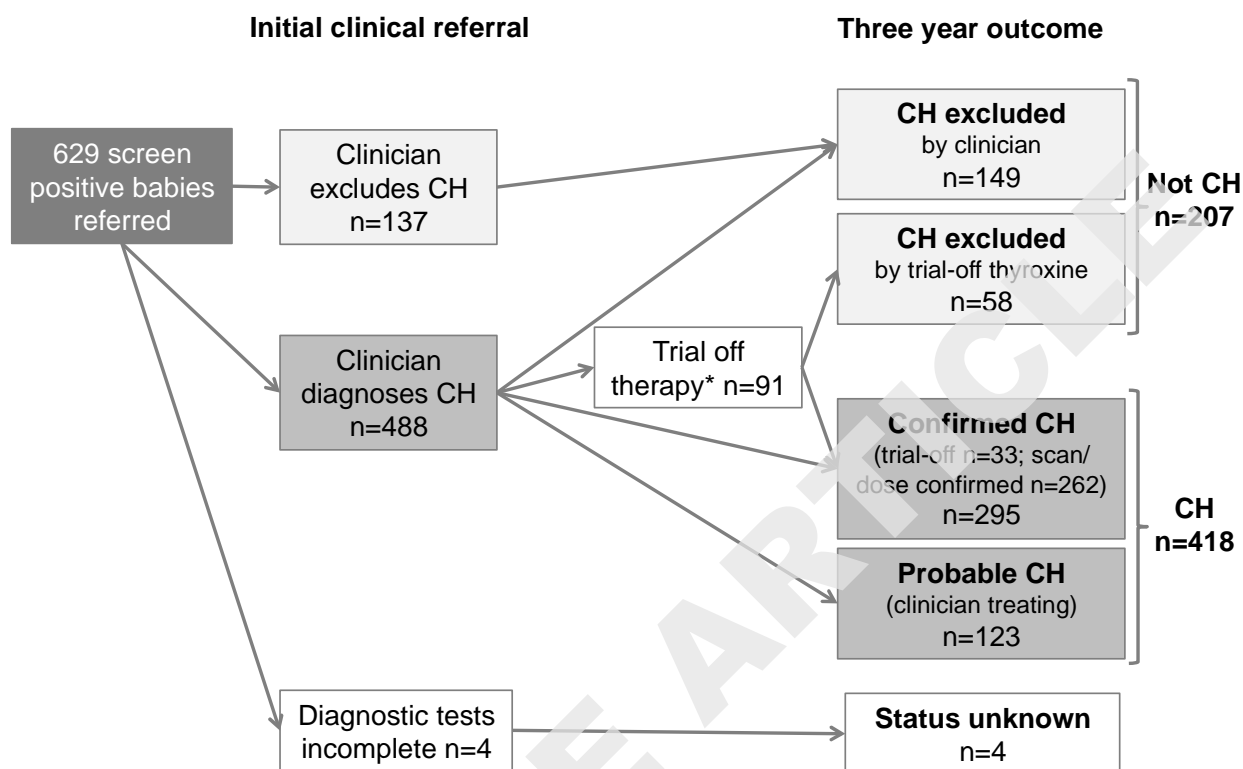 Initial clinical referral
Three year outcome
629 screen
positive babies
referred
Clinician
excludes CH
n=137
Clinician
diagnoses CH
n=488
Diagnostic tests
incomplete n=4
Trial off
therapy* n=91
CH excluded
by clinician
n=149
CH excluded
by trial-off thyroxine
n=58
Not CH
n=207
Confirmed CH
(trial-off n=33; scan/
dose confirmed n=262)
n=295
Probable CH
(clinician treating)
n=123
CH
n=418
Status unknown
n=4
E ARTICLE